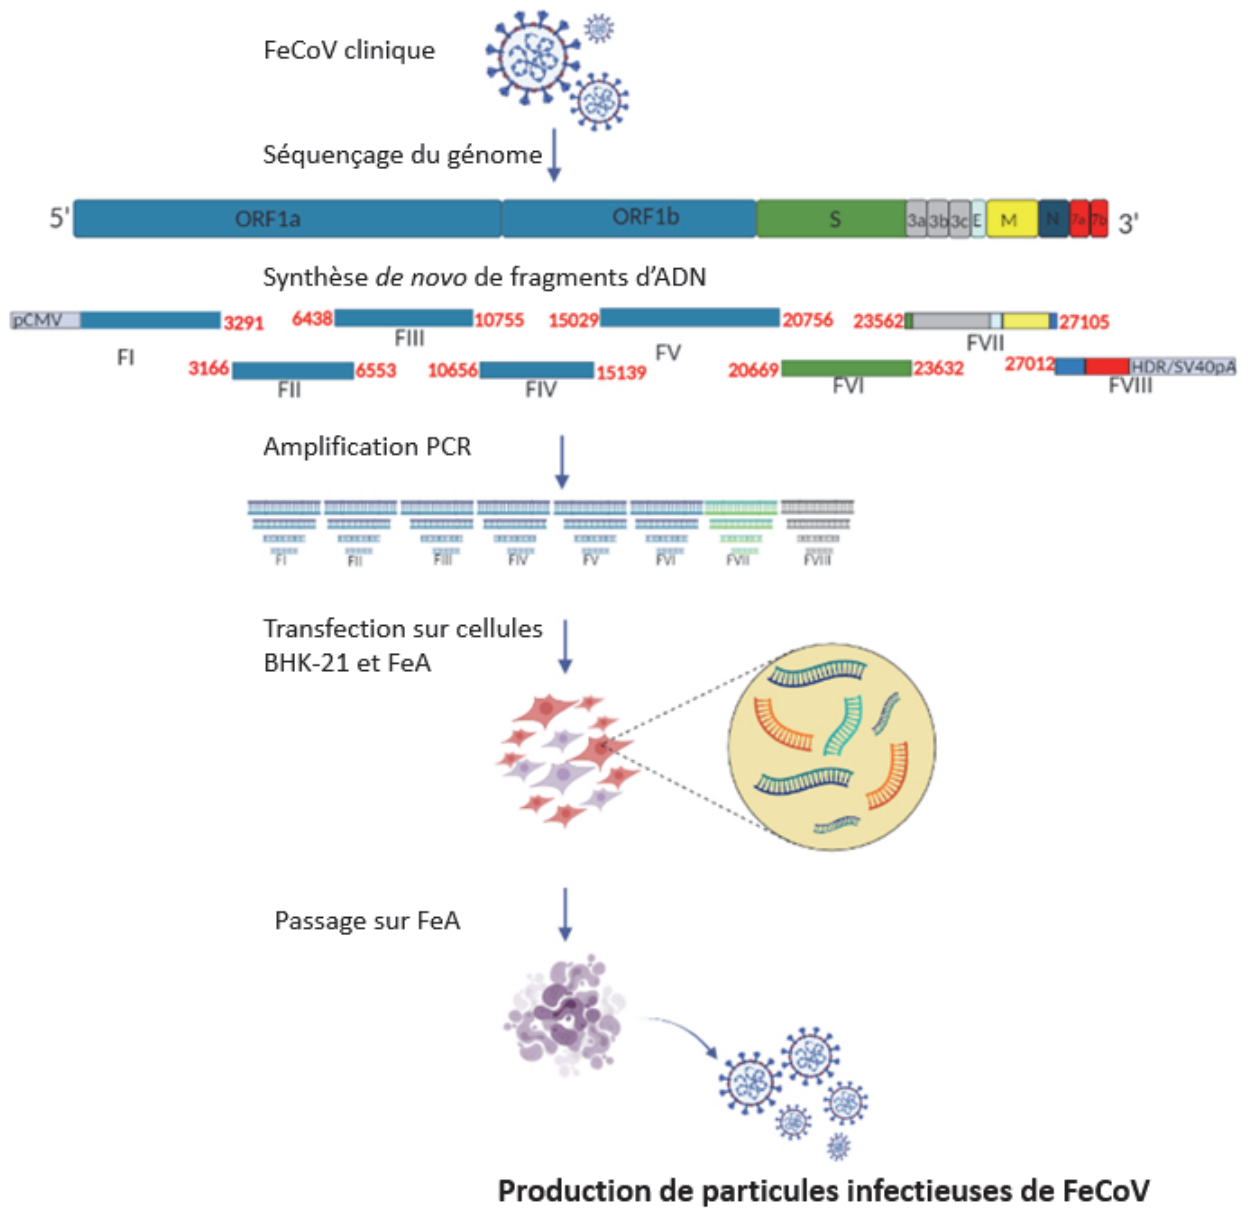 FeCoV clinique
Séquençage du génome
5' ORF1a ORF1b S 3a 3b 3c E M N 7a 7b 3'
Synthèse de novo de fragments d'ADN
pCMV 3291 6438 10755 15029 20756 23562 27105
FI FIII FV FVII
3166 6553 10656 15139 20669 23632 27012 HDR/SV40pA
FII FIV FVI FVIII
Amplification PCR
FI FII FIII FIV FV FVI FVII FVIII
Transfection sur cellules
BHK-21 et FeA
Passage sur FeA
Production de particules infectieuses de FeCoV